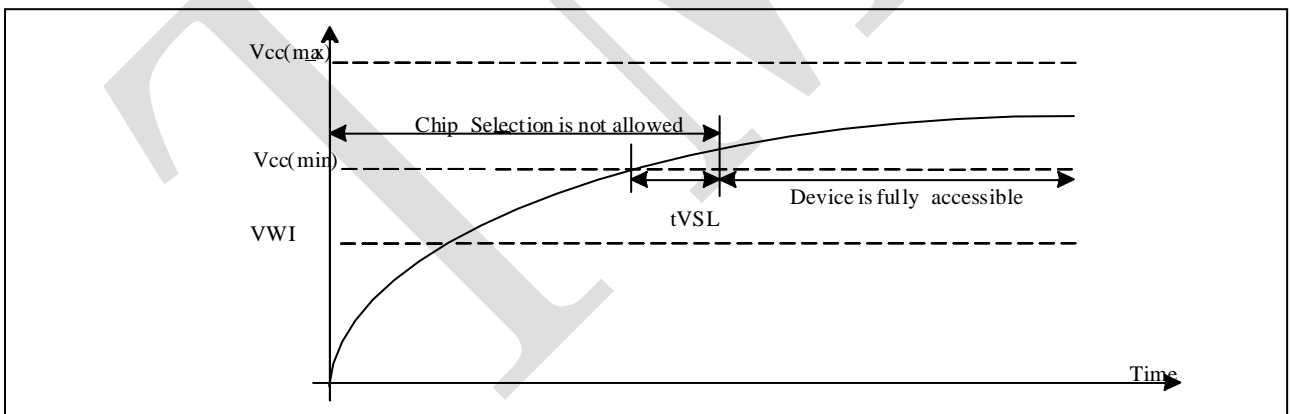 Vcc(max)
Chip Selection is not allowed
Vcc(min)
Device is fully accessible
tVSL
VWI
Time